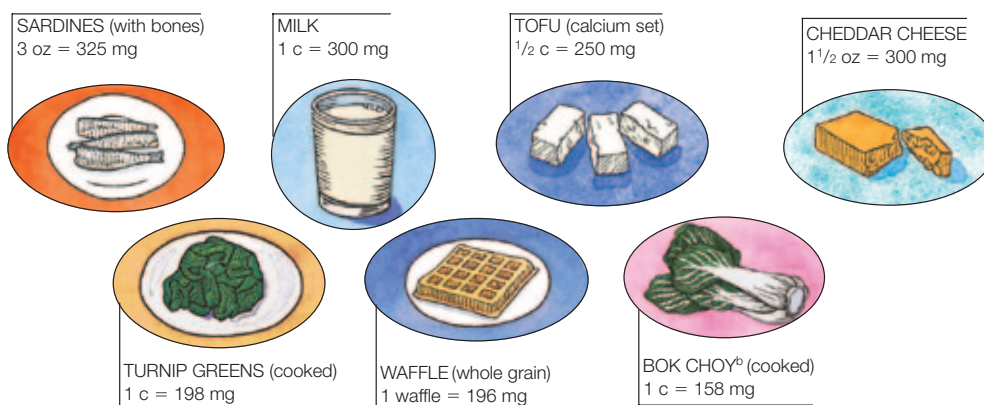 SARDINES (with bones)
3 oz = 325 mg
MILK
1 c = 300 mg
TOFU (calcium set)
1/2 c = 250 mg
CHEDDAR CHEESE
1 1/2 oz = 300 mg
TURNIP GREENS (cooked)
1 c = 198 mg
WAFFLE (whole grain)
1 waffle = 196 mg
BOK CHOYᵇ (cooked)
1 c = 158 mg